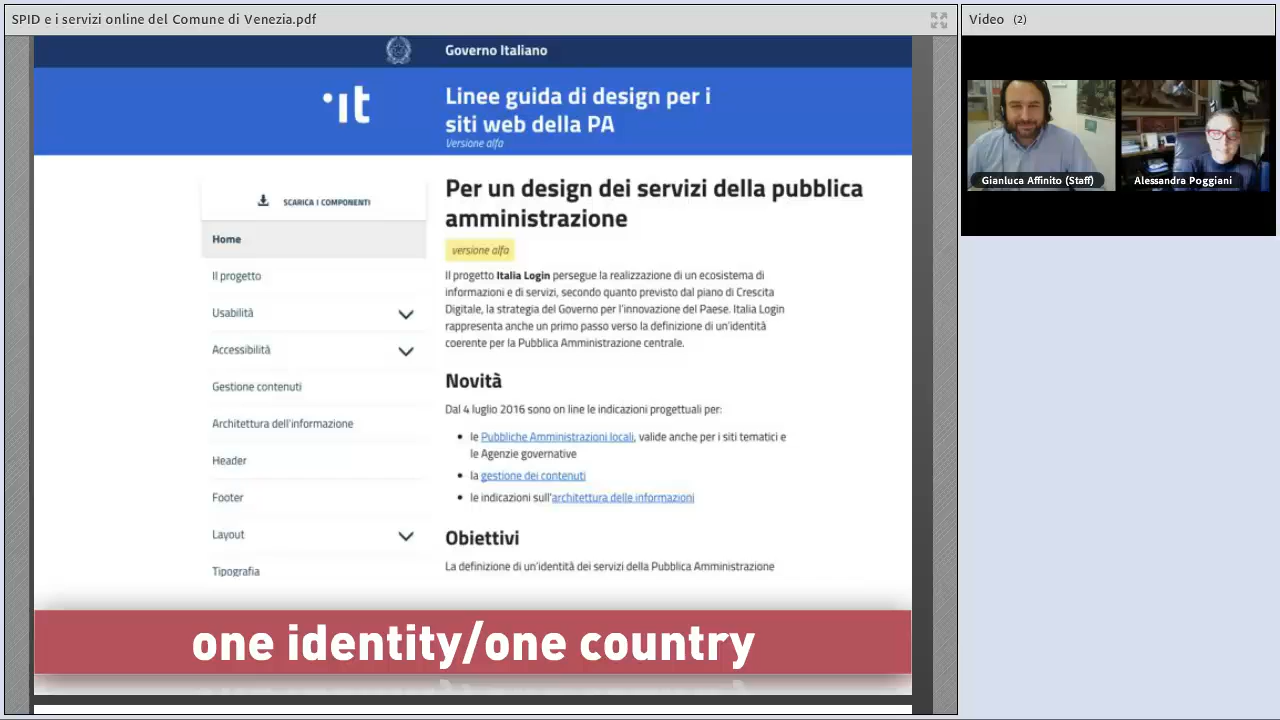 SPID e i servizi online del Comune di Venezia.pdf
Video (2)
Governo Italiano
it
Linee guida di design per i
siti web della PA
Versione alfa
SCARICA I COMPONENTI
Home
Il progetto
Usabilità
Accessibilità
Gestione contenuti
Architettura dell'informazione
Header
Footer
Layout
Tipografia
Per un design dei servizi della pubblica
amministrazione
versione alfa
Il progetto Italia Login persegue la realizzazione di un ecosistema di
informazioni e di servizi, secondo quanto previsto dal piano di Crescita
Digitale, la strategia del Governo per l'innovazione del Paese. Italia Login
rappresenta anche un primo passo verso la definizione di un'identità
coerente per la Pubblica Amministrazione centrale.
Novità
Dal 4 luglio 2016 sono on line le indicazioni progettuali per:
• le Pubbliche Amministrazioni locali, valide anche per i siti tematici e
le Agenzie governative
• la gestione dei contenuti
• le indicazioni sull'architettura delle informazioni
Obiettivi
La definizione di un'identità dei servizi della Pubblica Amministrazione
one identity/one country
Gianluca Affinito (Staff)
Alessandra Poggiani